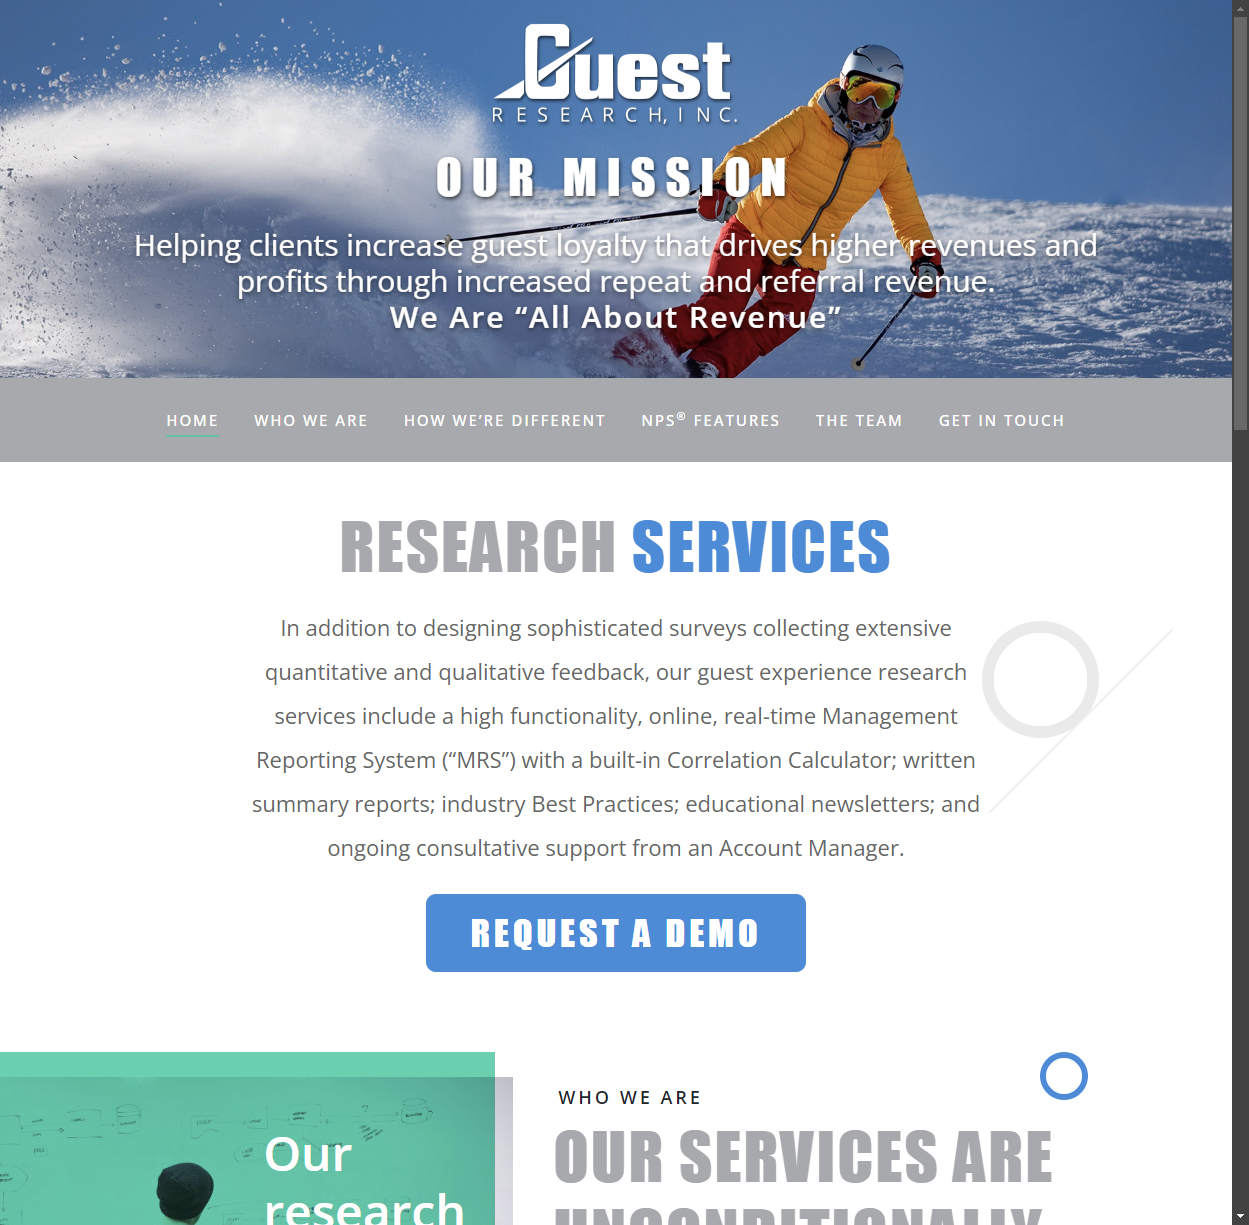 Guest
RESEARCH, INC.
OUR MISSION
Helping clients increase guest loyalty that drives higher revenues and
profits through increased repeat and referral revenue.
We Are “All About Revenue”
HOME WHO WE ARE HOW WE’RE DIFFERENT NPS® FEATURES THE TEAM GET IN TOUCH
RESEARCH SERVICES
In addition to designing sophisticated surveys collecting extensive
quantitative and qualitative feedback, our guest experience research
services include a high functionality, online, real-time Management
Reporting System (“MRS”) with a built-in Correlation Calculator; written
summary reports; industry Best Practices; educational newsletters; and
ongoing consultative support from an Account Manager.
REQUEST A DEMO
Our
research
WHO WE ARE
OUR SERVICES ARE
UNCONDITIONALLY